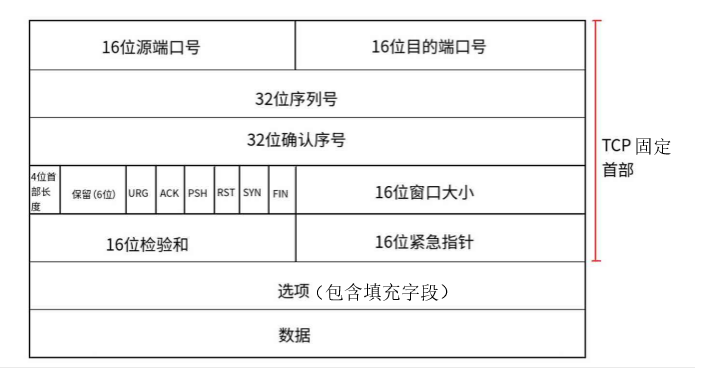 16位源端口号 16位目的端口号
32位序列号
32位确认序号
TCP 固定
首部
4位首
部长
度
保留(6位) URG ACK PSH RST SYN FIN 16位窗口大小
16位检验和 16位紧急指针
选项（包含填充字段）
数据